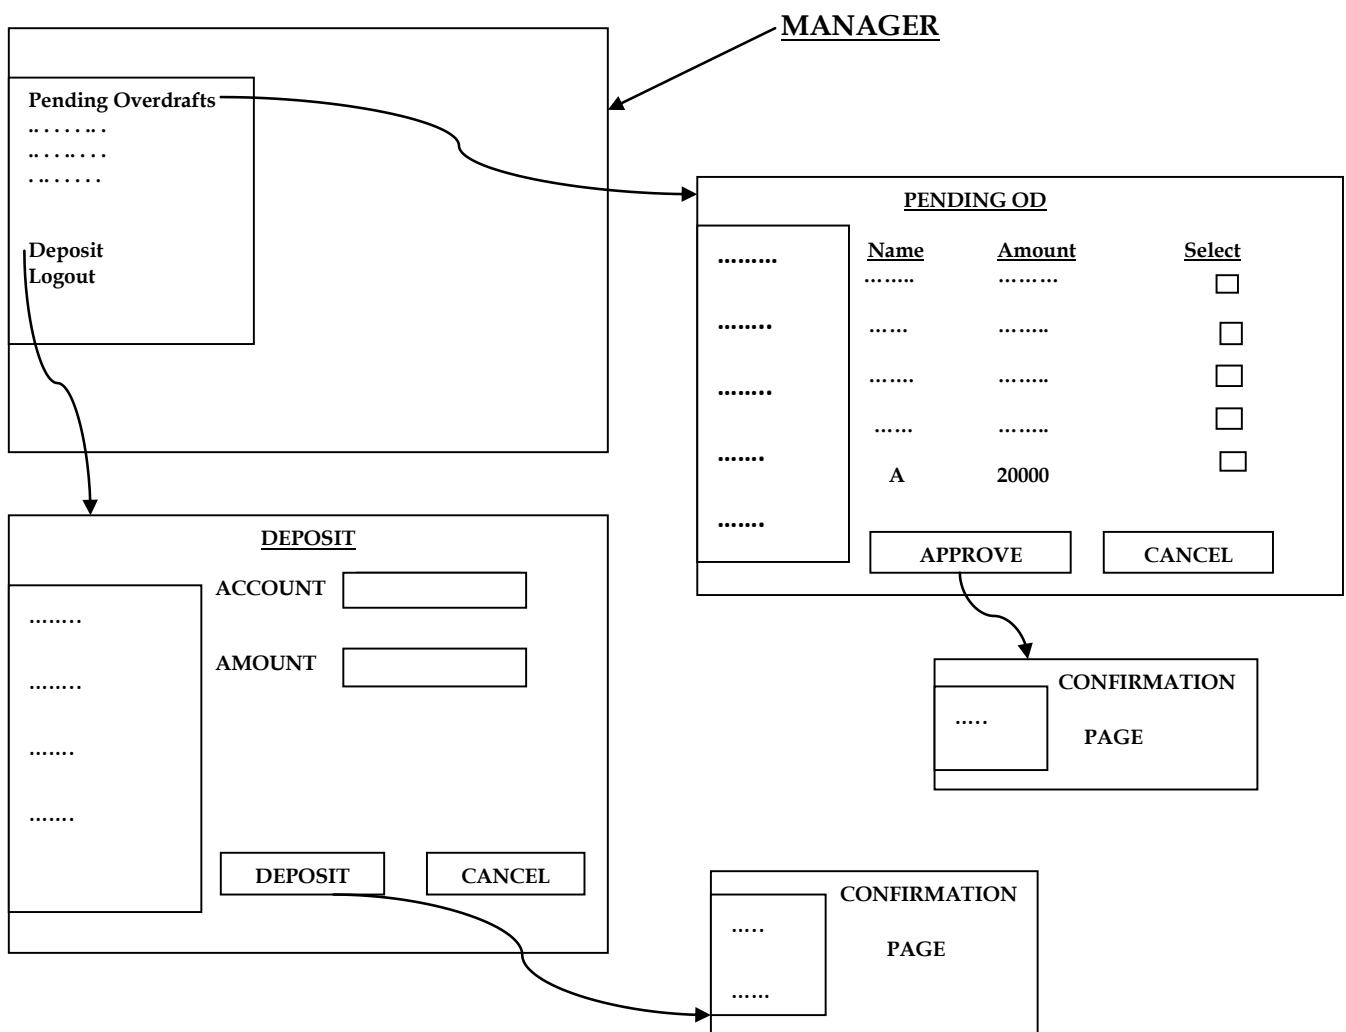 MANAGER
Pending Overdrafts
.. . . . . .. .
.. . . .. . . .
. .. . . . . .
Deposit
Logout
PENDING OD
Name Amount Select
......... …….. ………
........ …… ……..
........ ……. ……..
…… ……..
....... A 20000
.......
APPROVE CANCEL
CONFIRMATION
…..
PAGE
DEPOSIT
ACCOUNT
……..
AMOUNT
……..
…….
…….
DEPOSIT CANCEL
CONFIRMATION
…..
PAGE
……